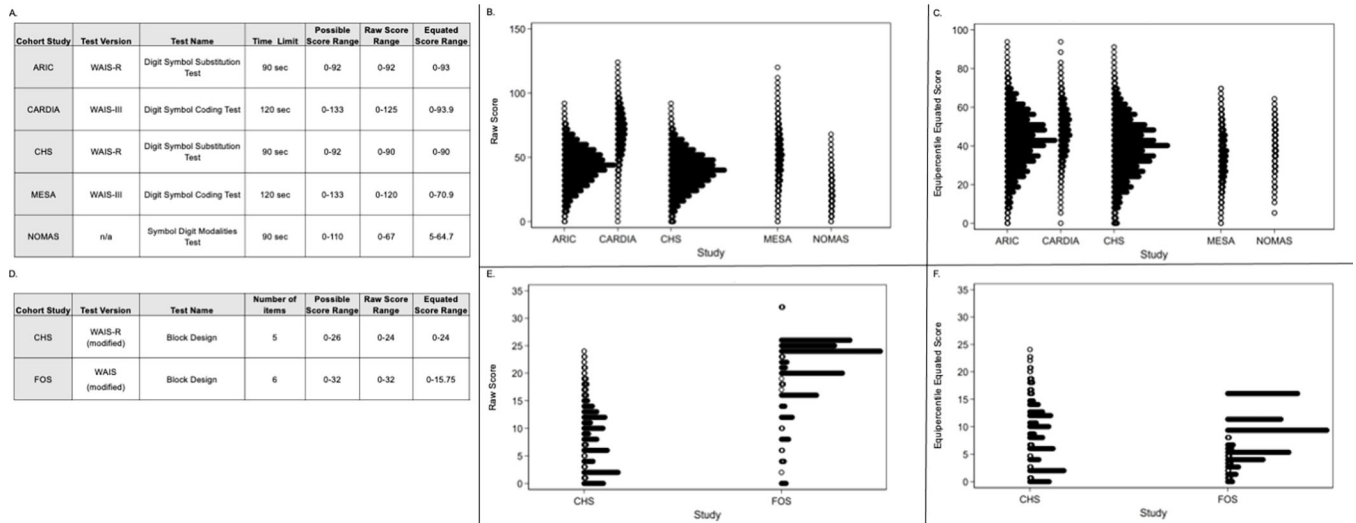 A.
Cohort Study Test Version Test Name Time Limit Possible Score Range Raw Score Range Equated Score Range
ARIC WAIS-R Digit Symbol Substitution Test 90 sec 0-92 0-92 0-93
CARDIA WAIS-III Digit Symbol Coding Test 120 sec 0-133 0-125 0-93.9
CHS WAIS-R Digit Symbol Substitution Test 90 sec 0-92 0-90 0-90
MESA WAIS-III Digit Symbol Coding Test 120 sec 0-133 0-120 0-70.9
NOMAS n/a Symbol Digit Modalities Test 90 sec 0-110 0-67 5-64.7
B.
Raw Score
150
100
50
0
ARIC CARDIA CHS MESA NOMAS
Study
C.
Equipercentile Equated Score
100
80
60
40
20
0
ARIC CARDIA CHS MESA NOMAS
Study
D.
Cohort Study Test Version Test Name Number of items Possible Score Range Raw Score Range Equated Score Range
CHS WAIS-R (modified) Block Design 5 0-26 0-24 0-24
FOS WAIS (modified) Block Design 6 0-32 0-32 0-15.75
E.
Raw Score
35
30
25
20
15
10
5
0
CHS FOS
Study
F.
Equipercentile Equated Score
35
30
25
20
15
10
5
0
CHS FOS
Study